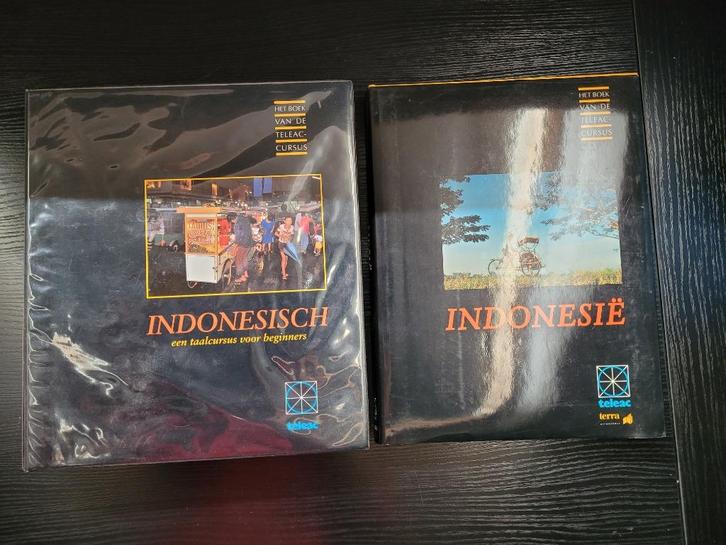 HET BOEK
VAN DE
TELEAC-
CURSUS
INDONESISCH
een taalcursus voor beginners
teleac
HET BOEK
VAN DE
TELEAC-
CURSUS
INDONESIË
teleac
terra